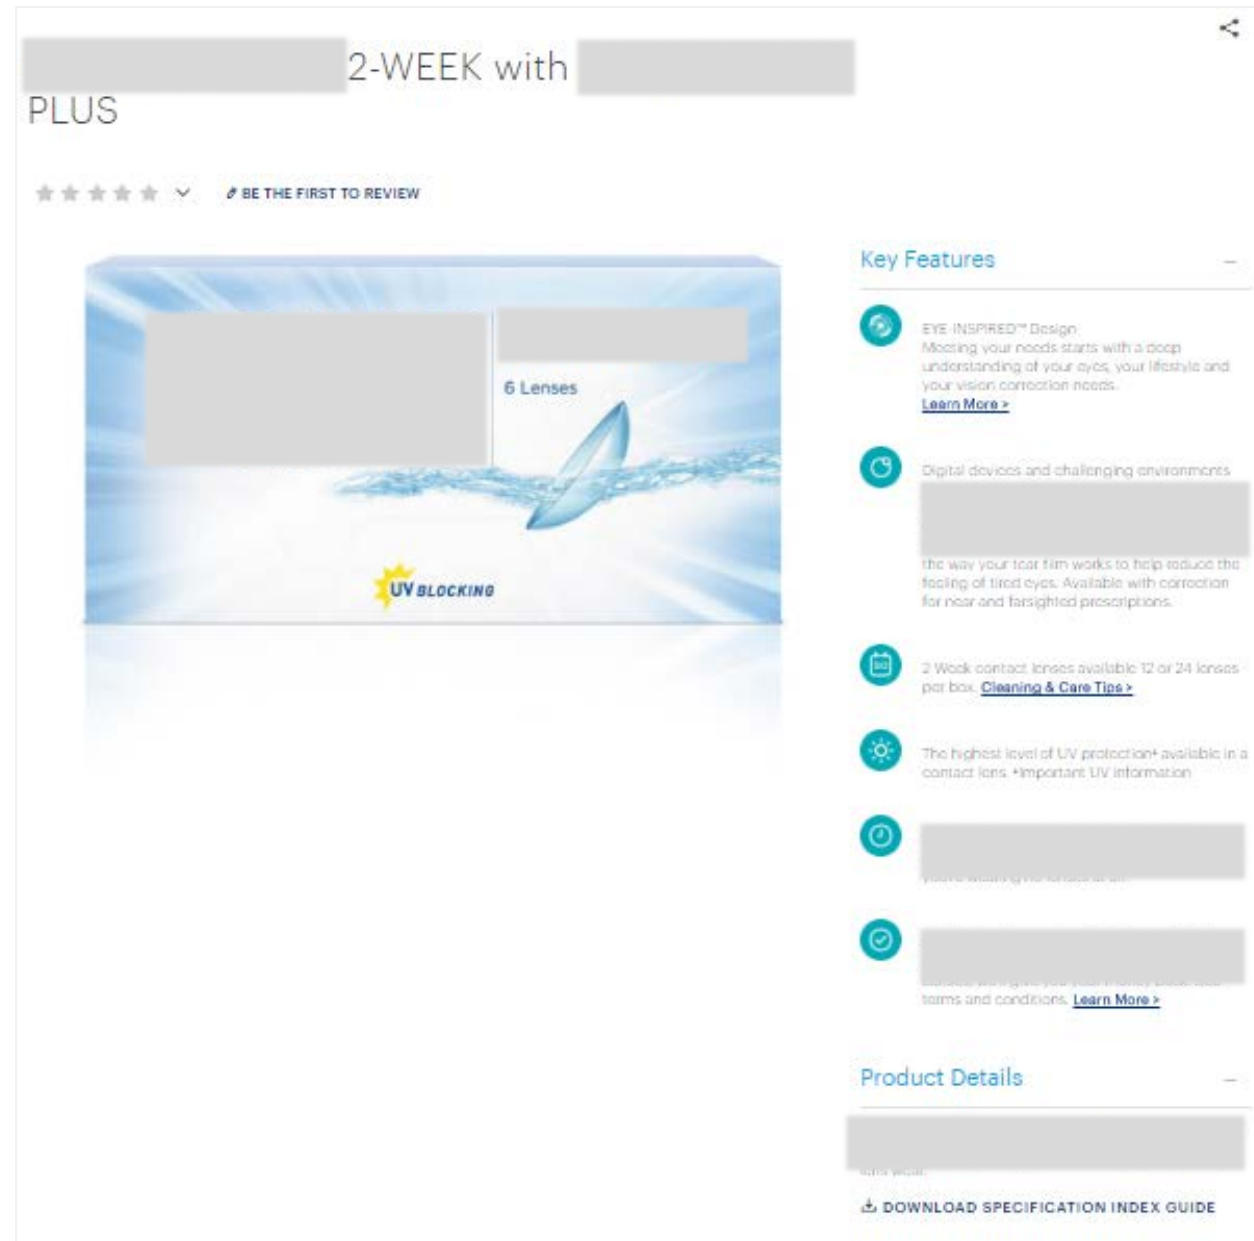 2-WEEK with
PLUS
BE THE FIRST TO REVIEW
6 Lenses
UV BLOCKING
Key Features
EYE-INSPIRED™ Design
Meeting your needs starts with a deep
understanding of your eyes, your lifestyle and
your vision correction needs.
Learn More >
Digital devices and challenging environments
the way your tear film works to help reduce the
feeling of tired eyes. Available with correction
for near and farsighted prescriptions.
2 Week contact lenses available 12 or 24 lenses
per box. Cleaning & Care Tips >
The highest level of UV protection+ available in a
contact lens. +Important UV information
terms and conditions. Learn More >
Product Details
DOWNLOAD SPECIFICATION INDEX GUIDE